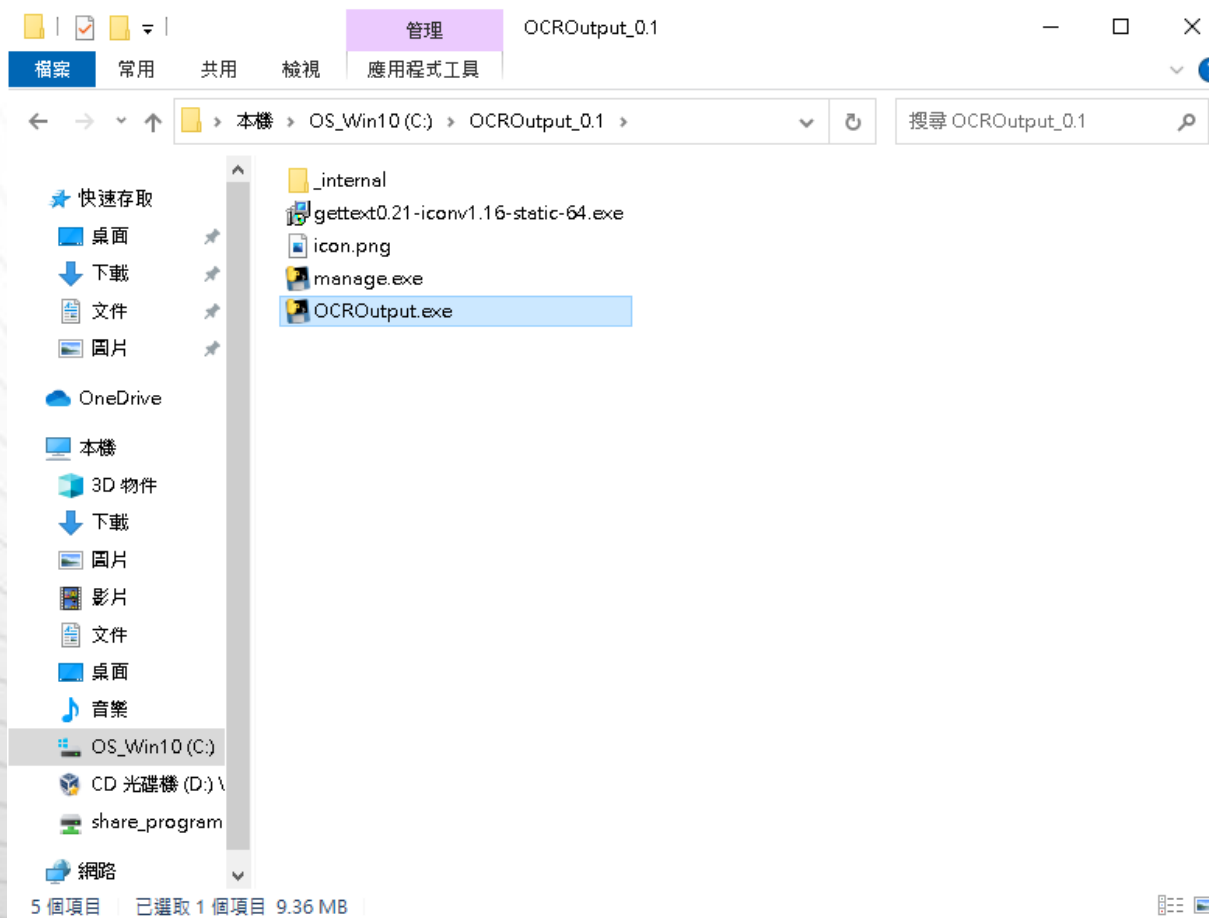 管理
OCROutput_0.1
檔案
常用
共用
檢視
應用程式工具
本機 > OS_Win10 (C:) > OCROutput_0.1 >
搜尋 OCROutput_0.1
快速存取
桌面
下載
文件
圖片
OneDrive
本機
3D 物件
下載
圖片
影片
文件
桌面
音樂
OS_Win10 (C:)
CD 光碟機 (D:) \
share_program
網路
_internal
gettext0.21-iconv1.16-static-64.exe
icon.png
manage.exe
OCROutput.exe
5 個項目
已選取 1 個項目 9.36 MB